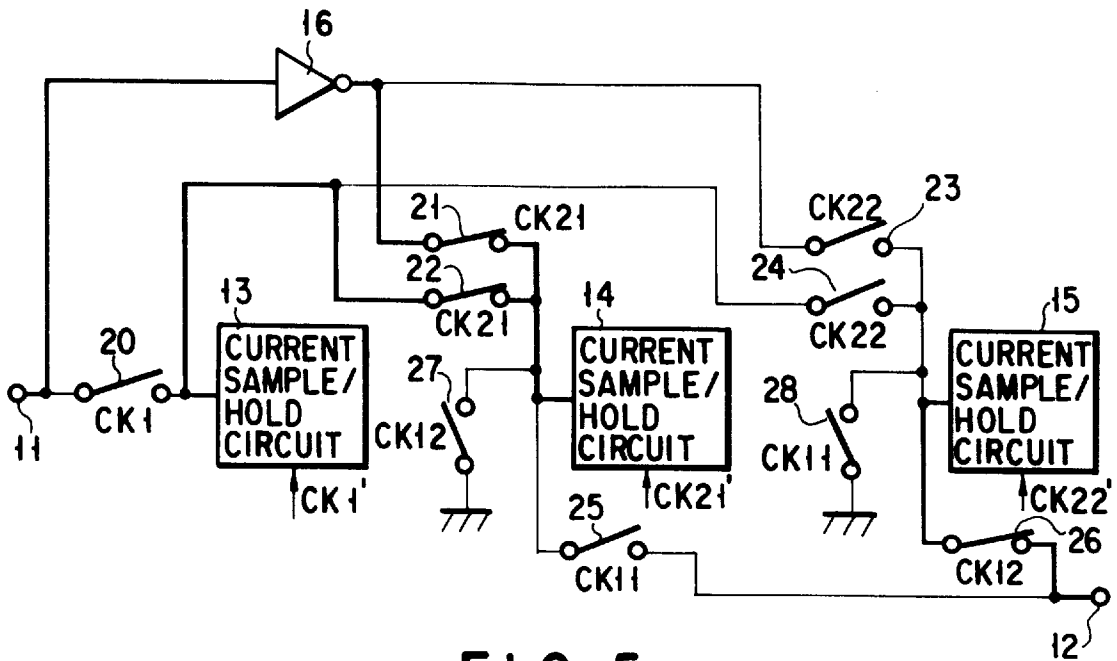 16
21
CK21
22
CK21
CK22
23
24
CK22
13
CURRENT
SAMPLE/
HOLD
CIRCUIT
CK1'
20
CK1
11
27
CK12
14
CURRENT
SAMPLE/
HOLD
CIRCUIT
CK21'
28
CK11
15
CURRENT
SAMPLE/
HOLD
CIRCUIT
CK22'
25
CK11
26
CK12
12